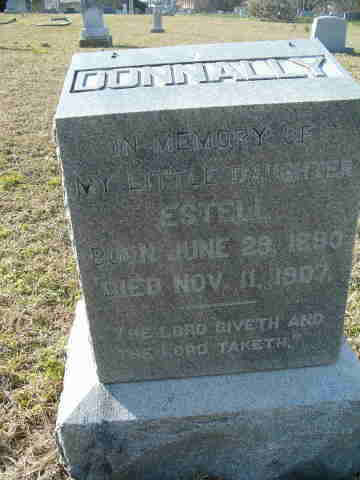 DONNALLY
IN MEMORY OF
MY LITTLE DAUGHTER
ESTELL
BORN JUNE 23, 1890
DIED NOV. 11, 1907
"THE LORD GIVETH AND
THE LORD TAKETH."